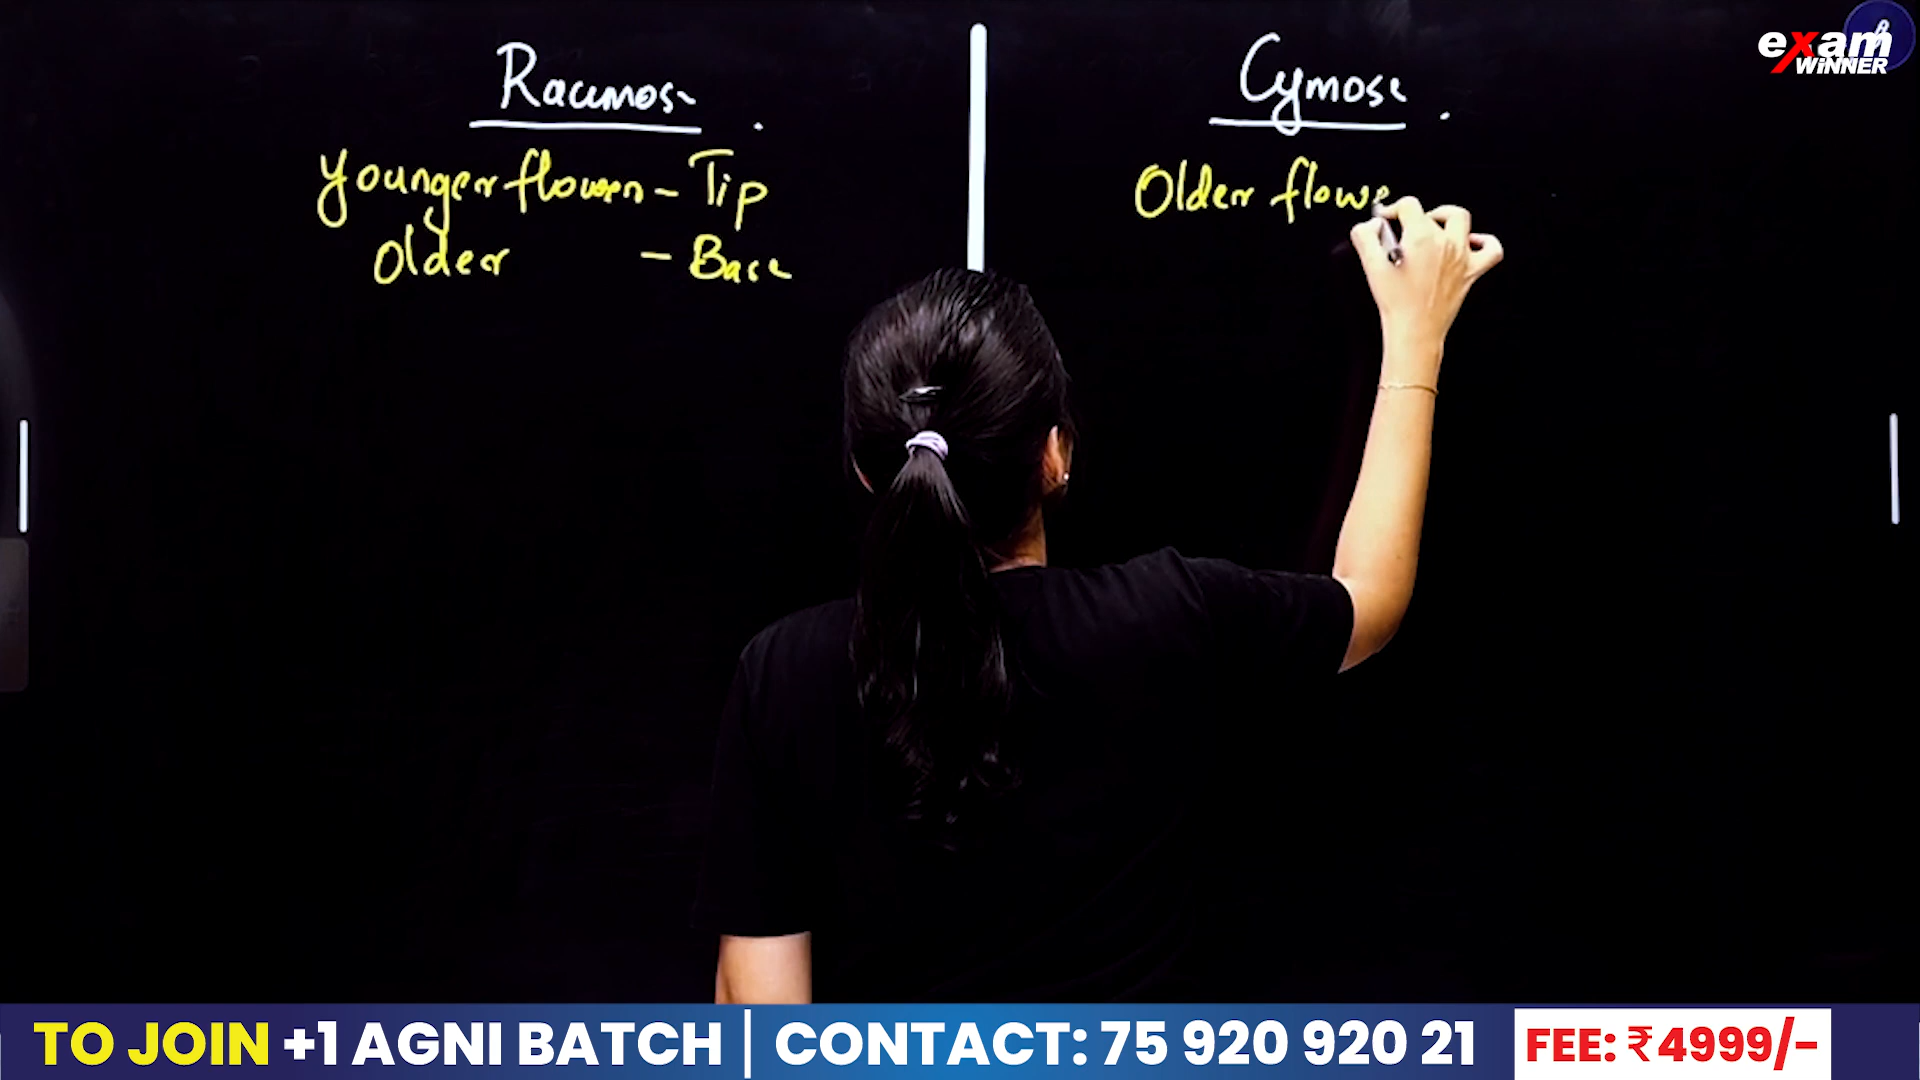 Racemose
Younger flower - Tip
Older - Base
Cymose
Older flowe
exam
WINNER
TO JOIN +1 AGNI BATCH | CONTACT: 75 920 920 21
FEE: ₹4999/-